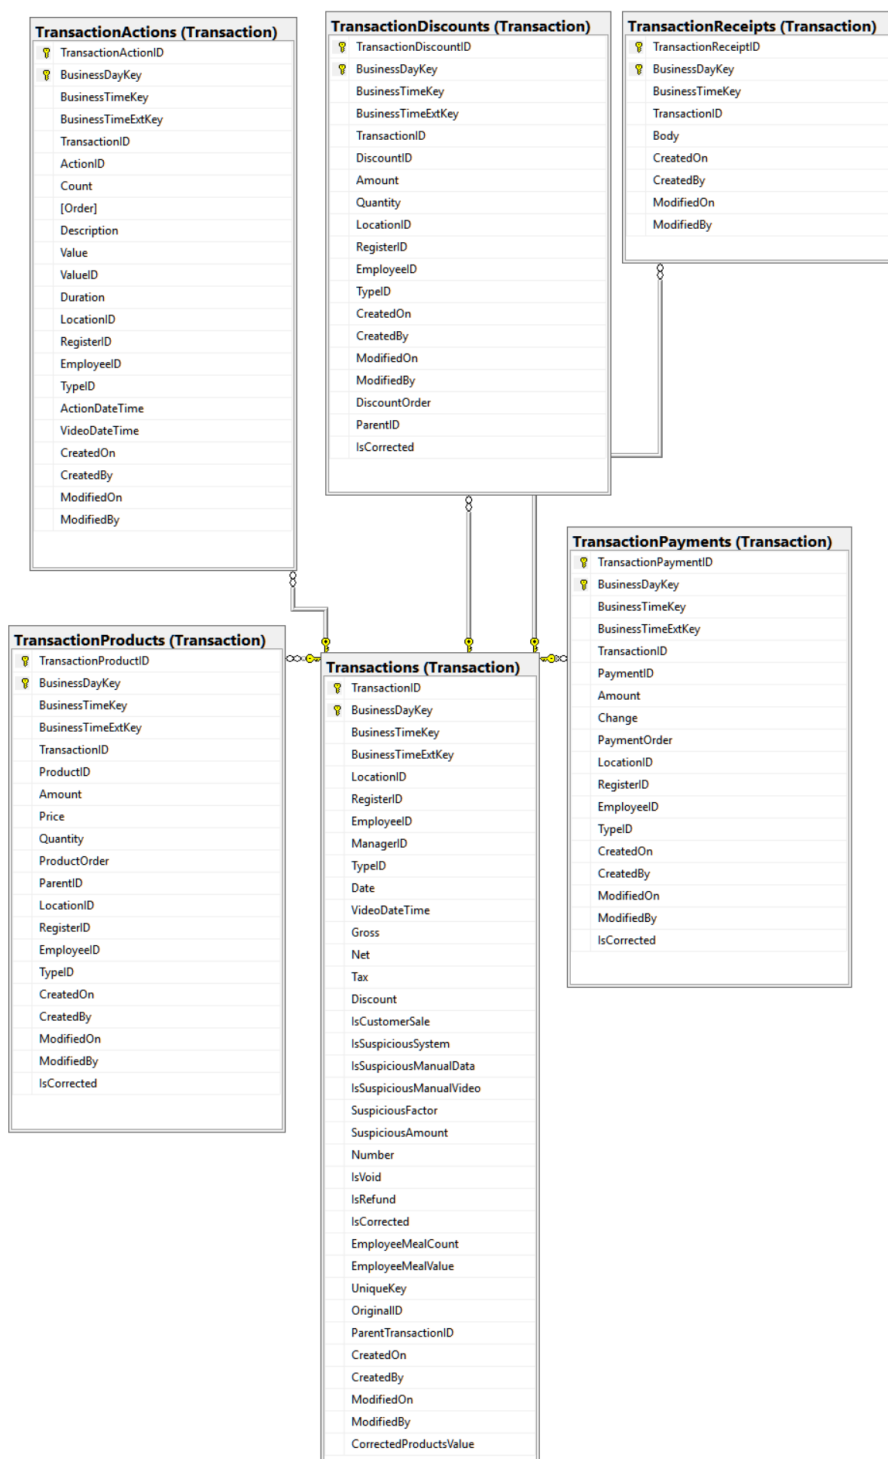 TransactionActions (Transaction)
TransactionActionID
BusinessDayKey
BusinessTimeKey
BusinessTimeExtKey
TransactionID
ActionID
Count
[Order]
Description
Value
ValueID
Duration
LocationID
RegisterID
EmployeeID
TypeID
ActionDateTime
VideoDateTime
CreatedOn
CreatedBy
ModifiedOn
ModifiedBy
TransactionDiscounts (Transaction)
TransactionDiscountID
BusinessDayKey
BusinessTimeKey
BusinessTimeExtKey
TransactionID
DiscountID
Amount
Quantity
LocationID
RegisterID
EmployeeID
TypeID
CreatedOn
CreatedBy
ModifiedOn
ModifiedBy
DiscountOrder
ParentID
IsCorrected
TransactionReceipts (Transaction)
TransactionReceiptID
BusinessDayKey
BusinessTimeKey
TransactionID
Body
CreatedOn
CreatedBy
ModifiedOn
ModifiedBy
TransactionProducts (Transaction)
TransactionProductID
BusinessDayKey
BusinessTimeKey
BusinessTimeExtKey
TransactionID
ProductID
Amount
Price
Quantity
ProductOrder
ParentID
LocationID
RegisterID
EmployeeID
TypeID
CreatedOn
CreatedBy
ModifiedOn
ModifiedBy
IsCorrected
Transactions (Transaction)
TransactionID
BusinessDayKey
BusinessTimeKey
BusinessTimeExtKey
LocationID
RegisterID
EmployeeID
ManagerID
TypeID
Date
VideoDateTime
Gross
Net
Tax
Discount
IsCustomerSale
IsSuspiciousSystem
IsSuspiciousManualData
IsSuspiciousManualVideo
SuspiciousFactor
SuspiciousAmount
Number
IsVoid
IsRefund
IsCorrected
EmployeeMealCount
EmployeeMealValue
UniqueKey
OriginalID
ParentTransactionID
CreatedOn
CreatedBy
ModifiedOn
ModifiedBy
CorrectedProductsValue
TransactionPayments (Transaction)
TransactionPaymentID
BusinessDayKey
BusinessTimeKey
BusinessTimeExtKey
TransactionID
PaymentID
Amount
Change
PaymentOrder
LocationID
RegisterID
EmployeeID
TypeID
CreatedOn
CreatedBy
ModifiedOn
ModifiedBy
IsCorrected